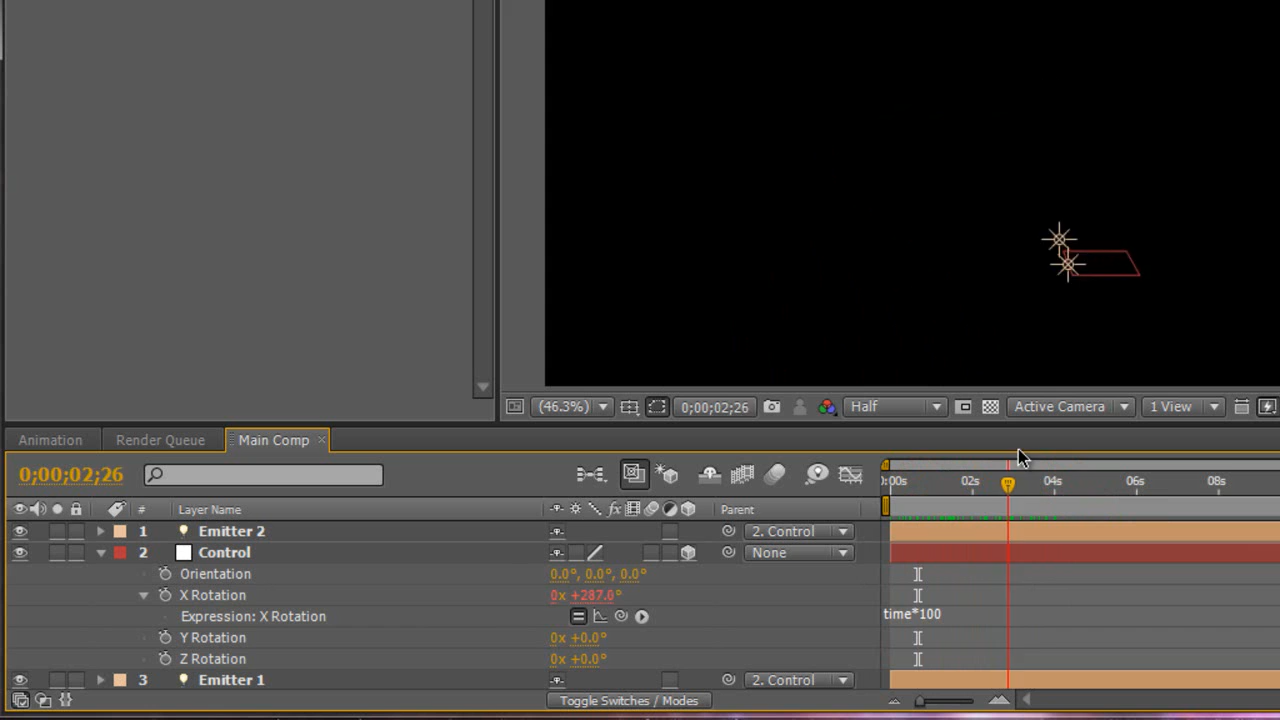 (46.3%) 0;00;02;26 Half Active Camera 1 View
Animation Render Queue Main Comp
0;00;02;26
:00s 02s 04s 06s 08s
# Layer Name fx Parent
1 Emitter 2 2. Control
2 Control None
Orientation 0.0°, 0.0°, 0.0°
X Rotation 0x +287.0°
Expression: X Rotation time*100
Y Rotation 0x +0.0°
Z Rotation 0x +0.0°
3 Emitter 1 2. Control
Toggle Switches / Modes